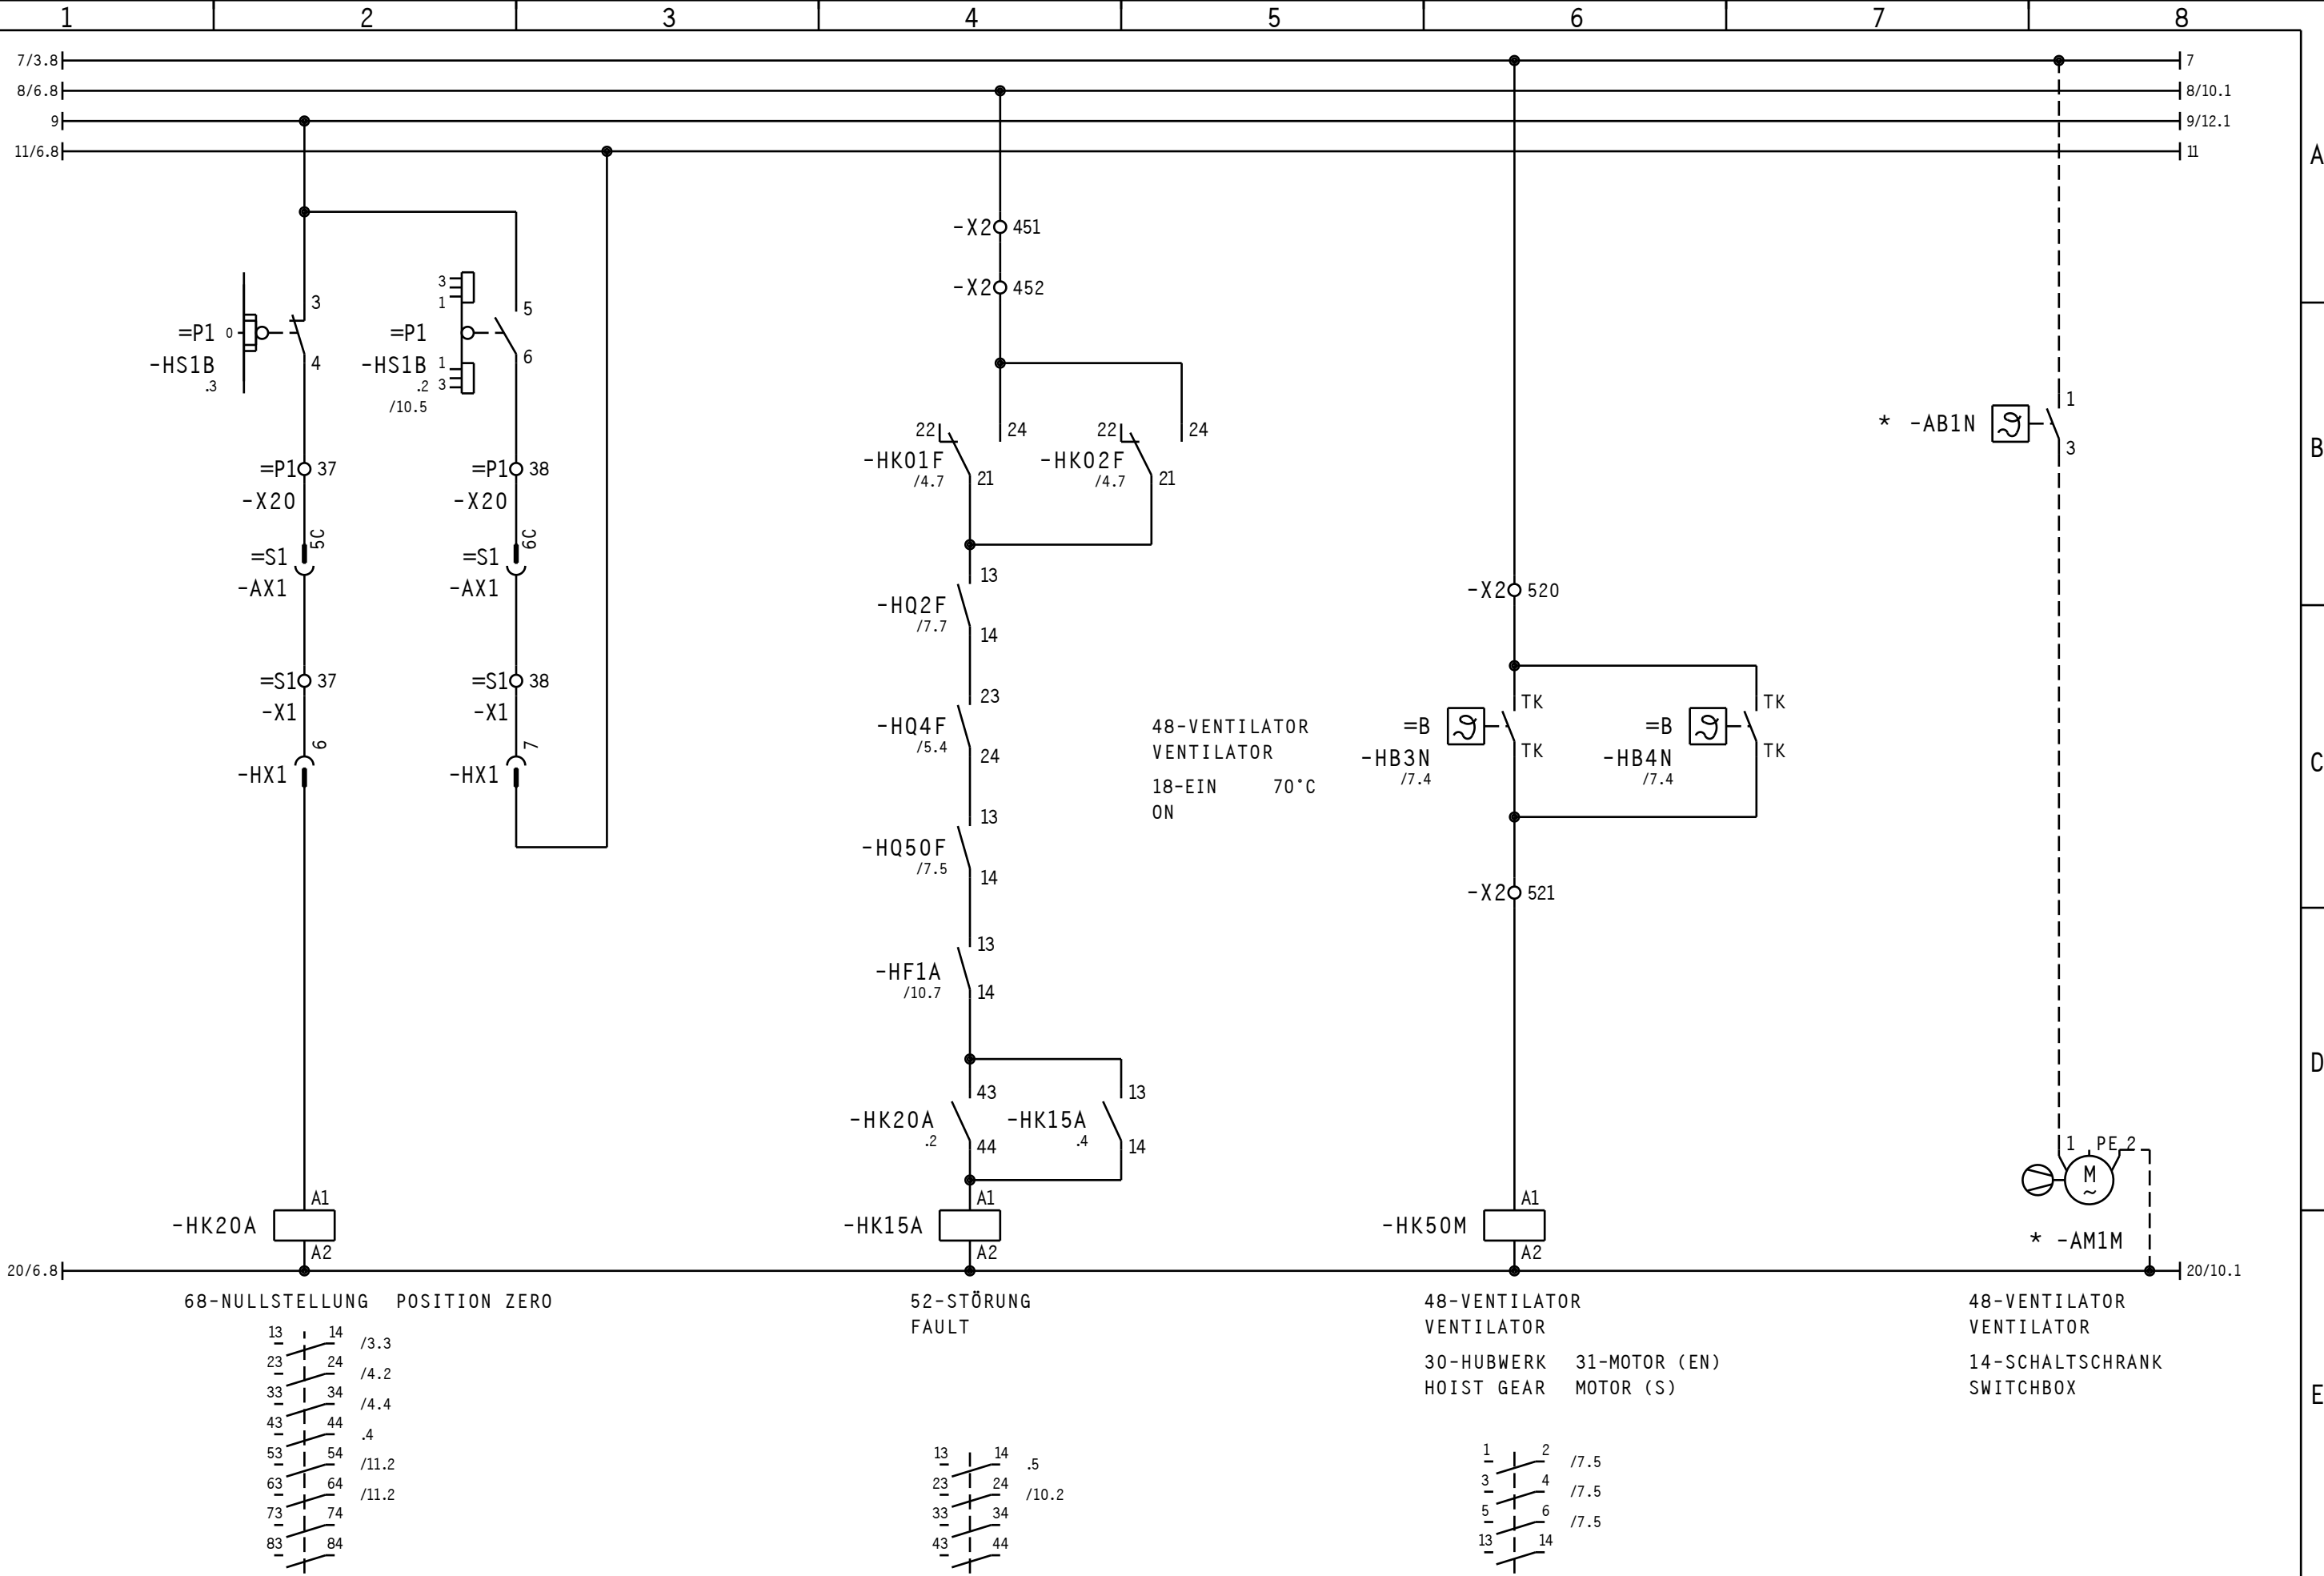 1 2 3 4 5 6 7 8
7/3.8 7
8/6.8 8/10.1
9 9/12.1
11/6.8 11
A
B
C
D
E
3
=P1 0
-HS1B 4
.3
3
1
5
=P1
-HS1B 1 6
.2 3
/10.5
=P1 37
-X20
5C
=S1
-AX1
=S1 37
-X1
6
-HX1
=P1 38
-X20
6C
=S1
-AX1
=S1 38
-X1
7
-HX1
A1
-HK20A
A2
-X2 451
-X2 452
22 24
-HK01F
/4.7 21
22 24
-HK02F
/4.7 21
13
-HQ2F
/7.7 14
23
-HQ4F
/5.4 24
13
-HQ50F
/7.5 14
13
-HF1A
/10.7 14
43
-HK20A
.2 44
13
-HK15A
.4 14
A1
-HK15A
A2
48-VENTILATOR
VENTILATOR
18-EIN 70°C
ON
-X2 520
TK
=B
-HB3N TK
/7.4
TK
=B
-HB4N TK
/7.4
-X2 521
A1
-HK50M
A2
1
* -AB1N
3
1 PE 2
M
~
* -AM1M
20/6.8 20/10.1
68-NULLSTELLUNG POSITION ZERO
13 14 /3.3
23 24 /4.2
33 34 /4.4
43 44 .4
53 54 /11.2
63 64 /11.2
73 74
83 84
52-STÖRUNG
FAULT
13 14 .5
23 24 /10.2
33 34
43 44
48-VENTILATOR
VENTILATOR
30-HUBWERK 31-MOTOR (EN)
HOIST GEAR MOTOR (S)
1 2 /7.5
3 4 /7.5
5 6 /7.5
13 14
48-VENTILATOR
VENTILATOR
14-SCHALTSCHRANK
SWITCHBOX